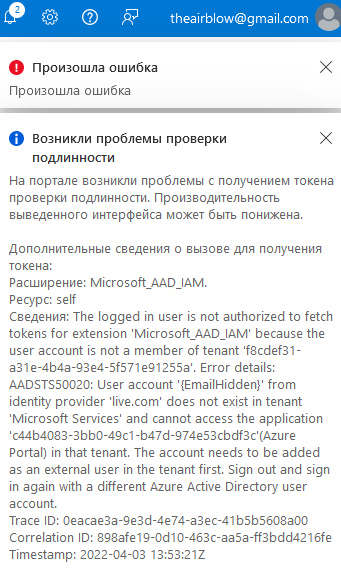 2
theairblow@gmail.com
Произошла ошибка
Произошла ошибка
Возникли проблемы проверки
подлинности
На портале возникли проблемы с получением токена
проверки подлинности. Производительность
выведенного интерфейса может быть понижена.
Дополнительные сведения о вызове для получения
токена:
Расширение: Microsoft_AAD_IAM.
Ресурс: self
Сведения: The logged in user is not authorized to fetch
tokens for extension 'Microsoft_AAD_IAM' because the
user account is not a member of tenant 'f8cdef31-
a31e-4b4a-93e4-5f571e91255a'. Error details:
AADSTS50020: User account '{EmailHidden}' from
identity provider 'live.com' does not exist in tenant
'Microsoft Services' and cannot access the application
'c44b4083-3bb0-49c1-b47d-974e53cbdf3c'(Azure
Portal) in that tenant. The account needs to be added
as an external user in the tenant first. Sign out and sign
in again with a different Azure Active Directory user
account.
Trace ID: 0eacae3a-9e3d-4e74-a3ec-41b5b5608a00
Correlation ID: 898afe19-0d10-463c-aa5a-ff3bdd4216fe
Timestamp: 2022-04-03 13:53:21Z